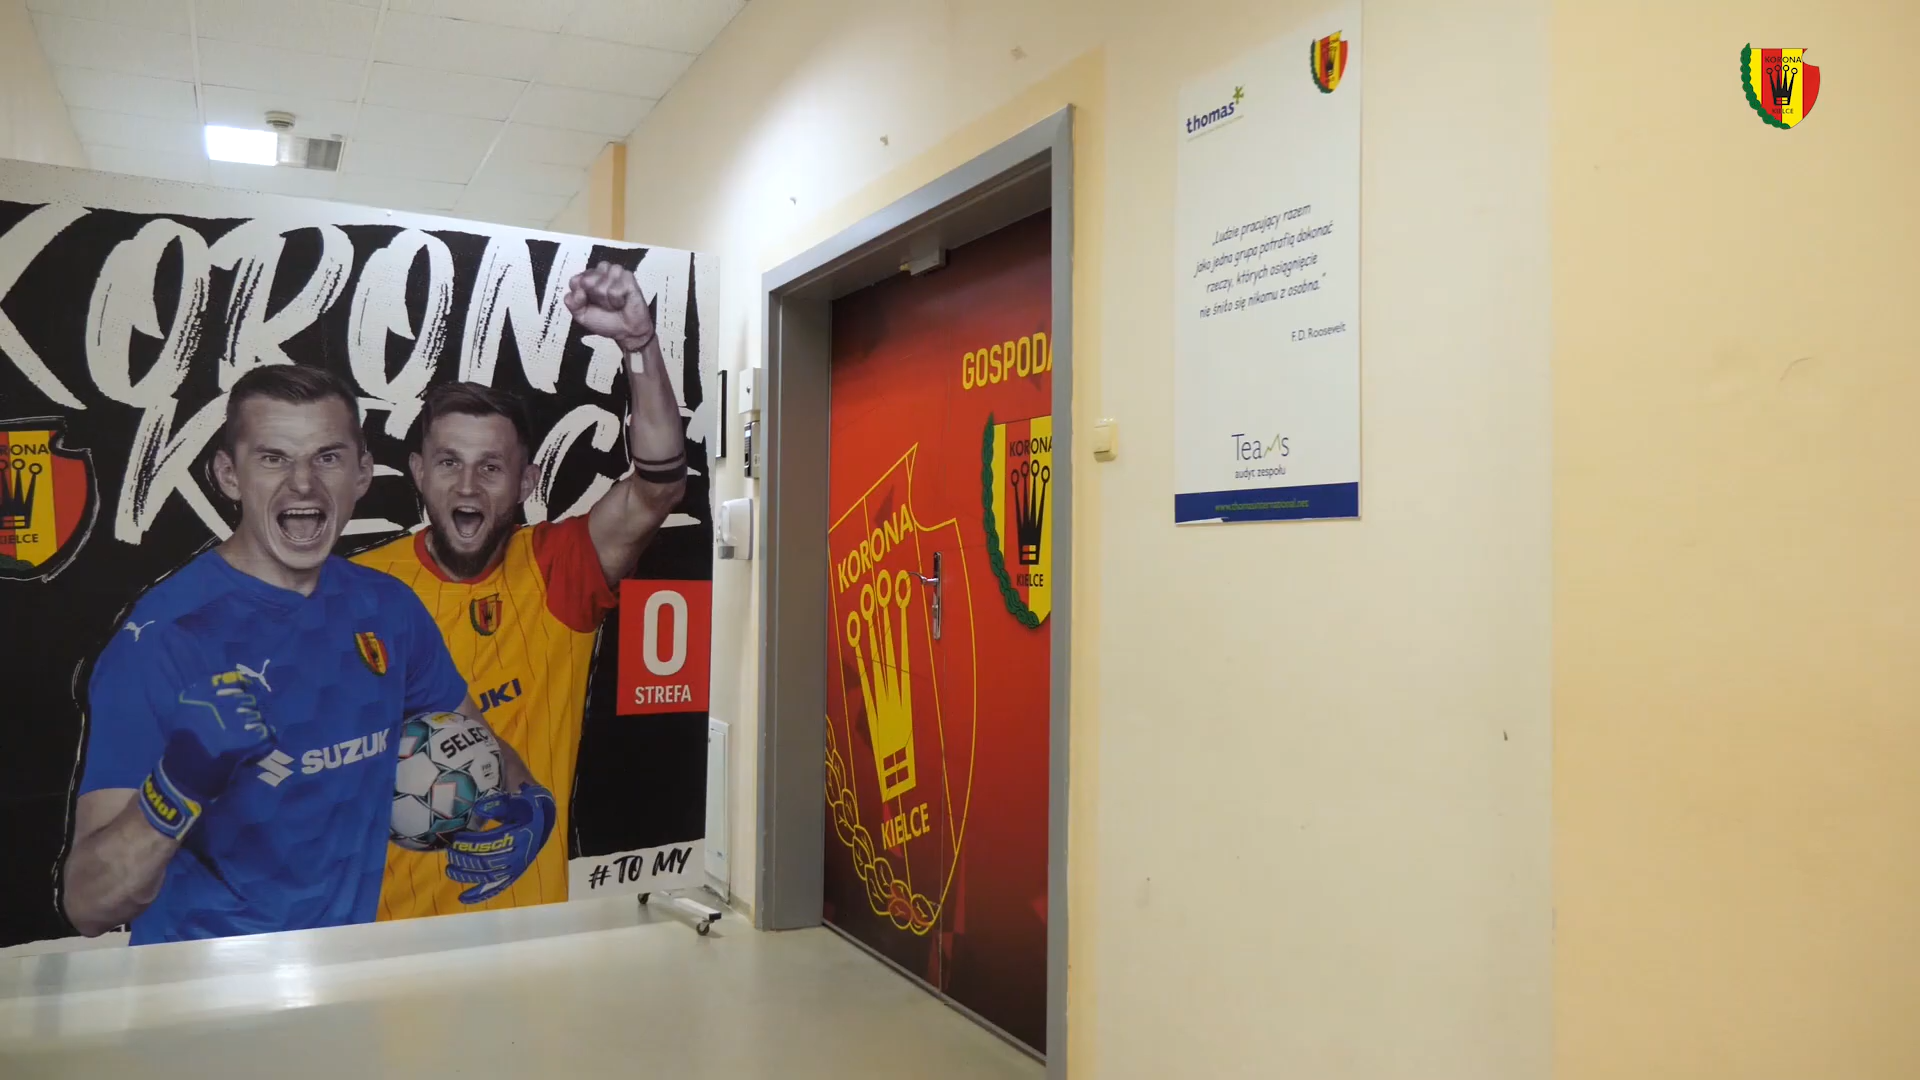 KORONA
KIELCE
RONA
IELCE
SUZUK
UKI
SELEC
reusch
0
STREFA
# TO MY
GOSPODA
KORONA
KIELCE
KORONA
KIELCE
thomas
„Ludzie pracujący razem
jako jedna grupa potrafią dokonać
rzeczy, których osiągnięcie
nie śniło się nikomu z osobna.”
F. D. Roosevelt
Teams
audyt zespołu
www.thomasinternational.net
KORONA
KIELCE